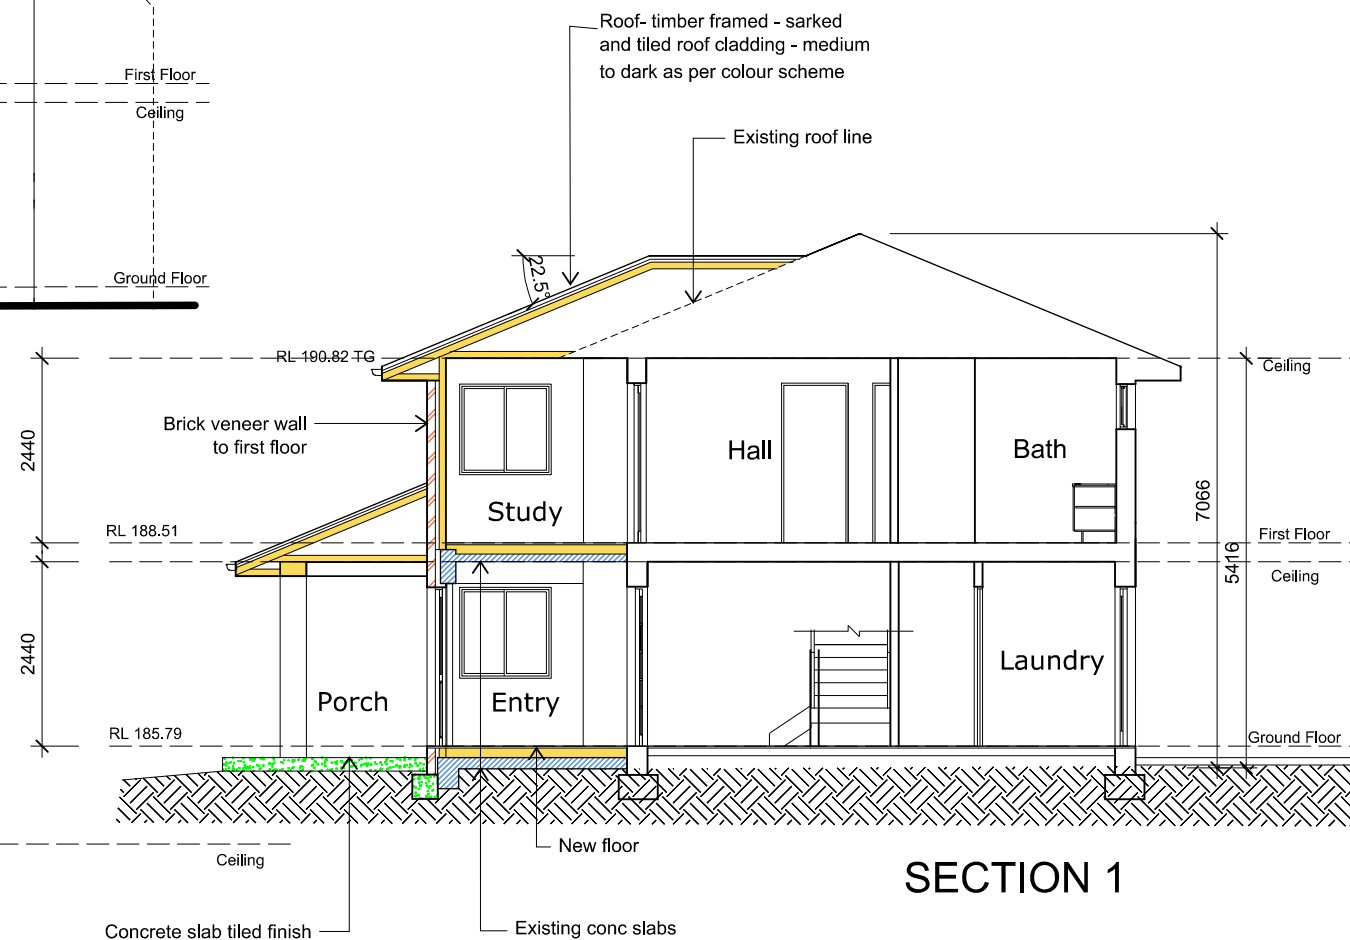 Roof- timber framed - sarked
and tiled roof cladding - medium
to dark as per colour scheme
First Floor
Ceiling
Existing roof line
Ground Floor
22.5°
RL 190.82 TG
Ceiling
Brick veneer wall
to first floor
2440
Hall
Bath
Study
7066
RL 188.51
First Floor
5416
Ceiling
2440
Laundry
Porch
Entry
RL 185.79
Ground Floor
New floor
Ceiling
SECTION 1
Concrete slab tiled finish
Existing conc slabs